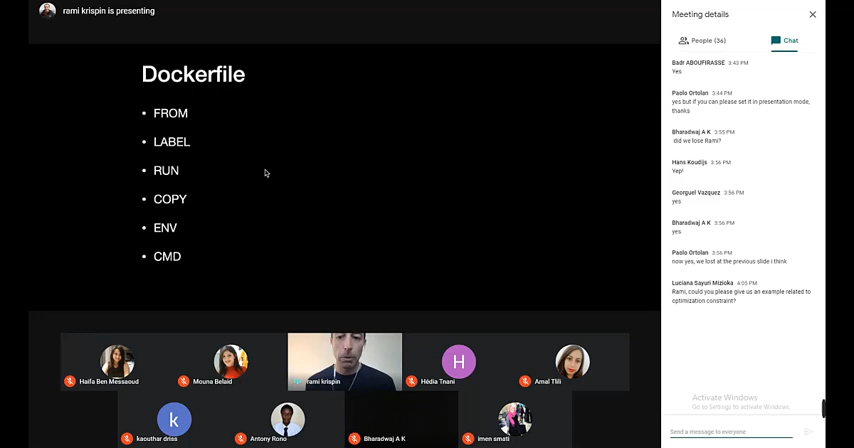 rami krispin is presenting
Dockerfile
• FROM
• LABEL
• RUN
• COPY
• ENV
• CMD
H
Haifa Ben Messaoud
Mouna Belaid
rami krispin
Hédia Tnani
Amal Tlili
k
kaouthar driss
Antony Rono
Bharadwaj A K
imen smati
Meeting details
People (36)
Chat
Badr ABOUFIRASSE 3:43 PM
Yes
Paolo Ortolan 3:44 PM
yes but if you can please set it in presentation mode,
thanks
Bharadwaj A K 3:55 PM
did we lose Rami?
Hans Koudijs 3:56 PM
Yep!
Georguel Vazquez 3:56 PM
yes
Bharadwaj A K 3:56 PM
yes
Paolo Ortolan 3:56 PM
now yes, we lost at the previous slide i think
Luciana Sayuri Mizioka 4:05 PM
Rami, could you please give us an example related to
optimization constraint?
Activate Windows
Go to Settings to activate Windows.
Send a message to everyone